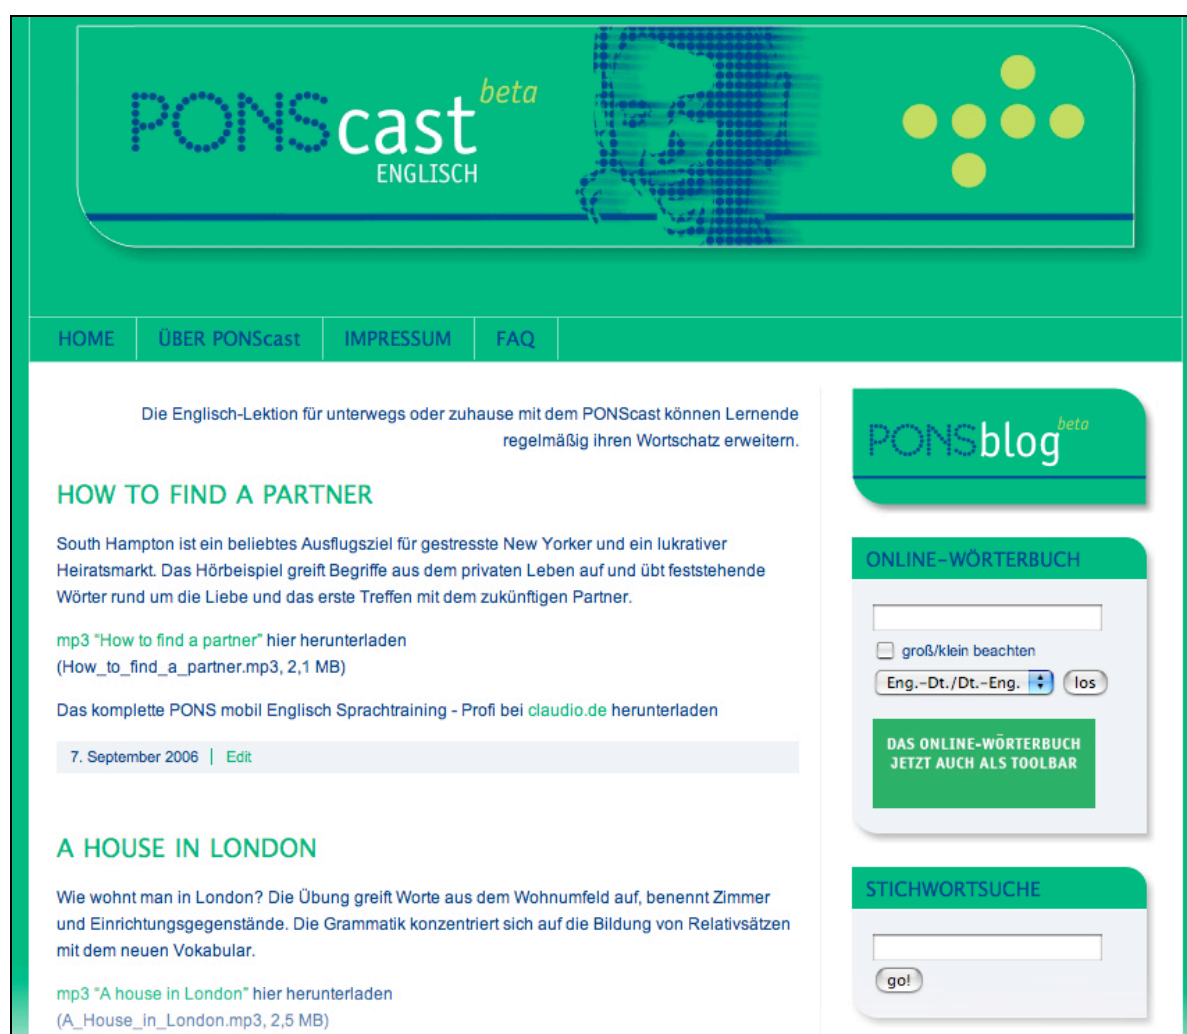 PONScast beta
ENGLISCH
HOME ÜBER PONScast IMPRESSUM FAQ
Die Englisch-Lektion für unterwegs oder zuhause mit dem PONScast können Lernende
regelmäßig ihren Wortschatz erweitern.
HOW TO FIND A PARTNER
South Hampton ist ein beliebtes Ausflugsziel für gestresste New Yorker und ein lukrativer
Heiratsmarkt. Das Hörbeispiel greift Begriffe aus dem privaten Leben auf und übt feststehende
Wörter rund um die Liebe und das erste Treffen mit dem zukünftigen Partner.
mp3 “How to find a partner” hier herunterladen
(How_to_find_a_partner.mp3, 2,1 MB)
Das komplette PONS mobil Englisch Sprachtraining - Profi bei claudio.de herunterladen
7. September 2006 | Edit
A HOUSE IN LONDON
Wie wohnt man in London? Die Übung greift Worte aus dem Wohnumfeld auf, benennt Zimmer
und Einrichtungsgegenstände. Die Grammatik konzentriert sich auf die Bildung von Relativsätzen
mit dem neuen Vokabular.
mp3 “A house in London” hier herunterladen
(A_House_in_London.mp3, 2,5 MB)
PONSblog beta
ONLINE-WÖRTERBUCH
groß/klein beachten
Eng.-Dt./Dt.-Eng. los
DAS ONLINE-WÖRTERBUCH
JETZT AUCH ALS TOOLBAR
STICHWORTSUCHE
go!